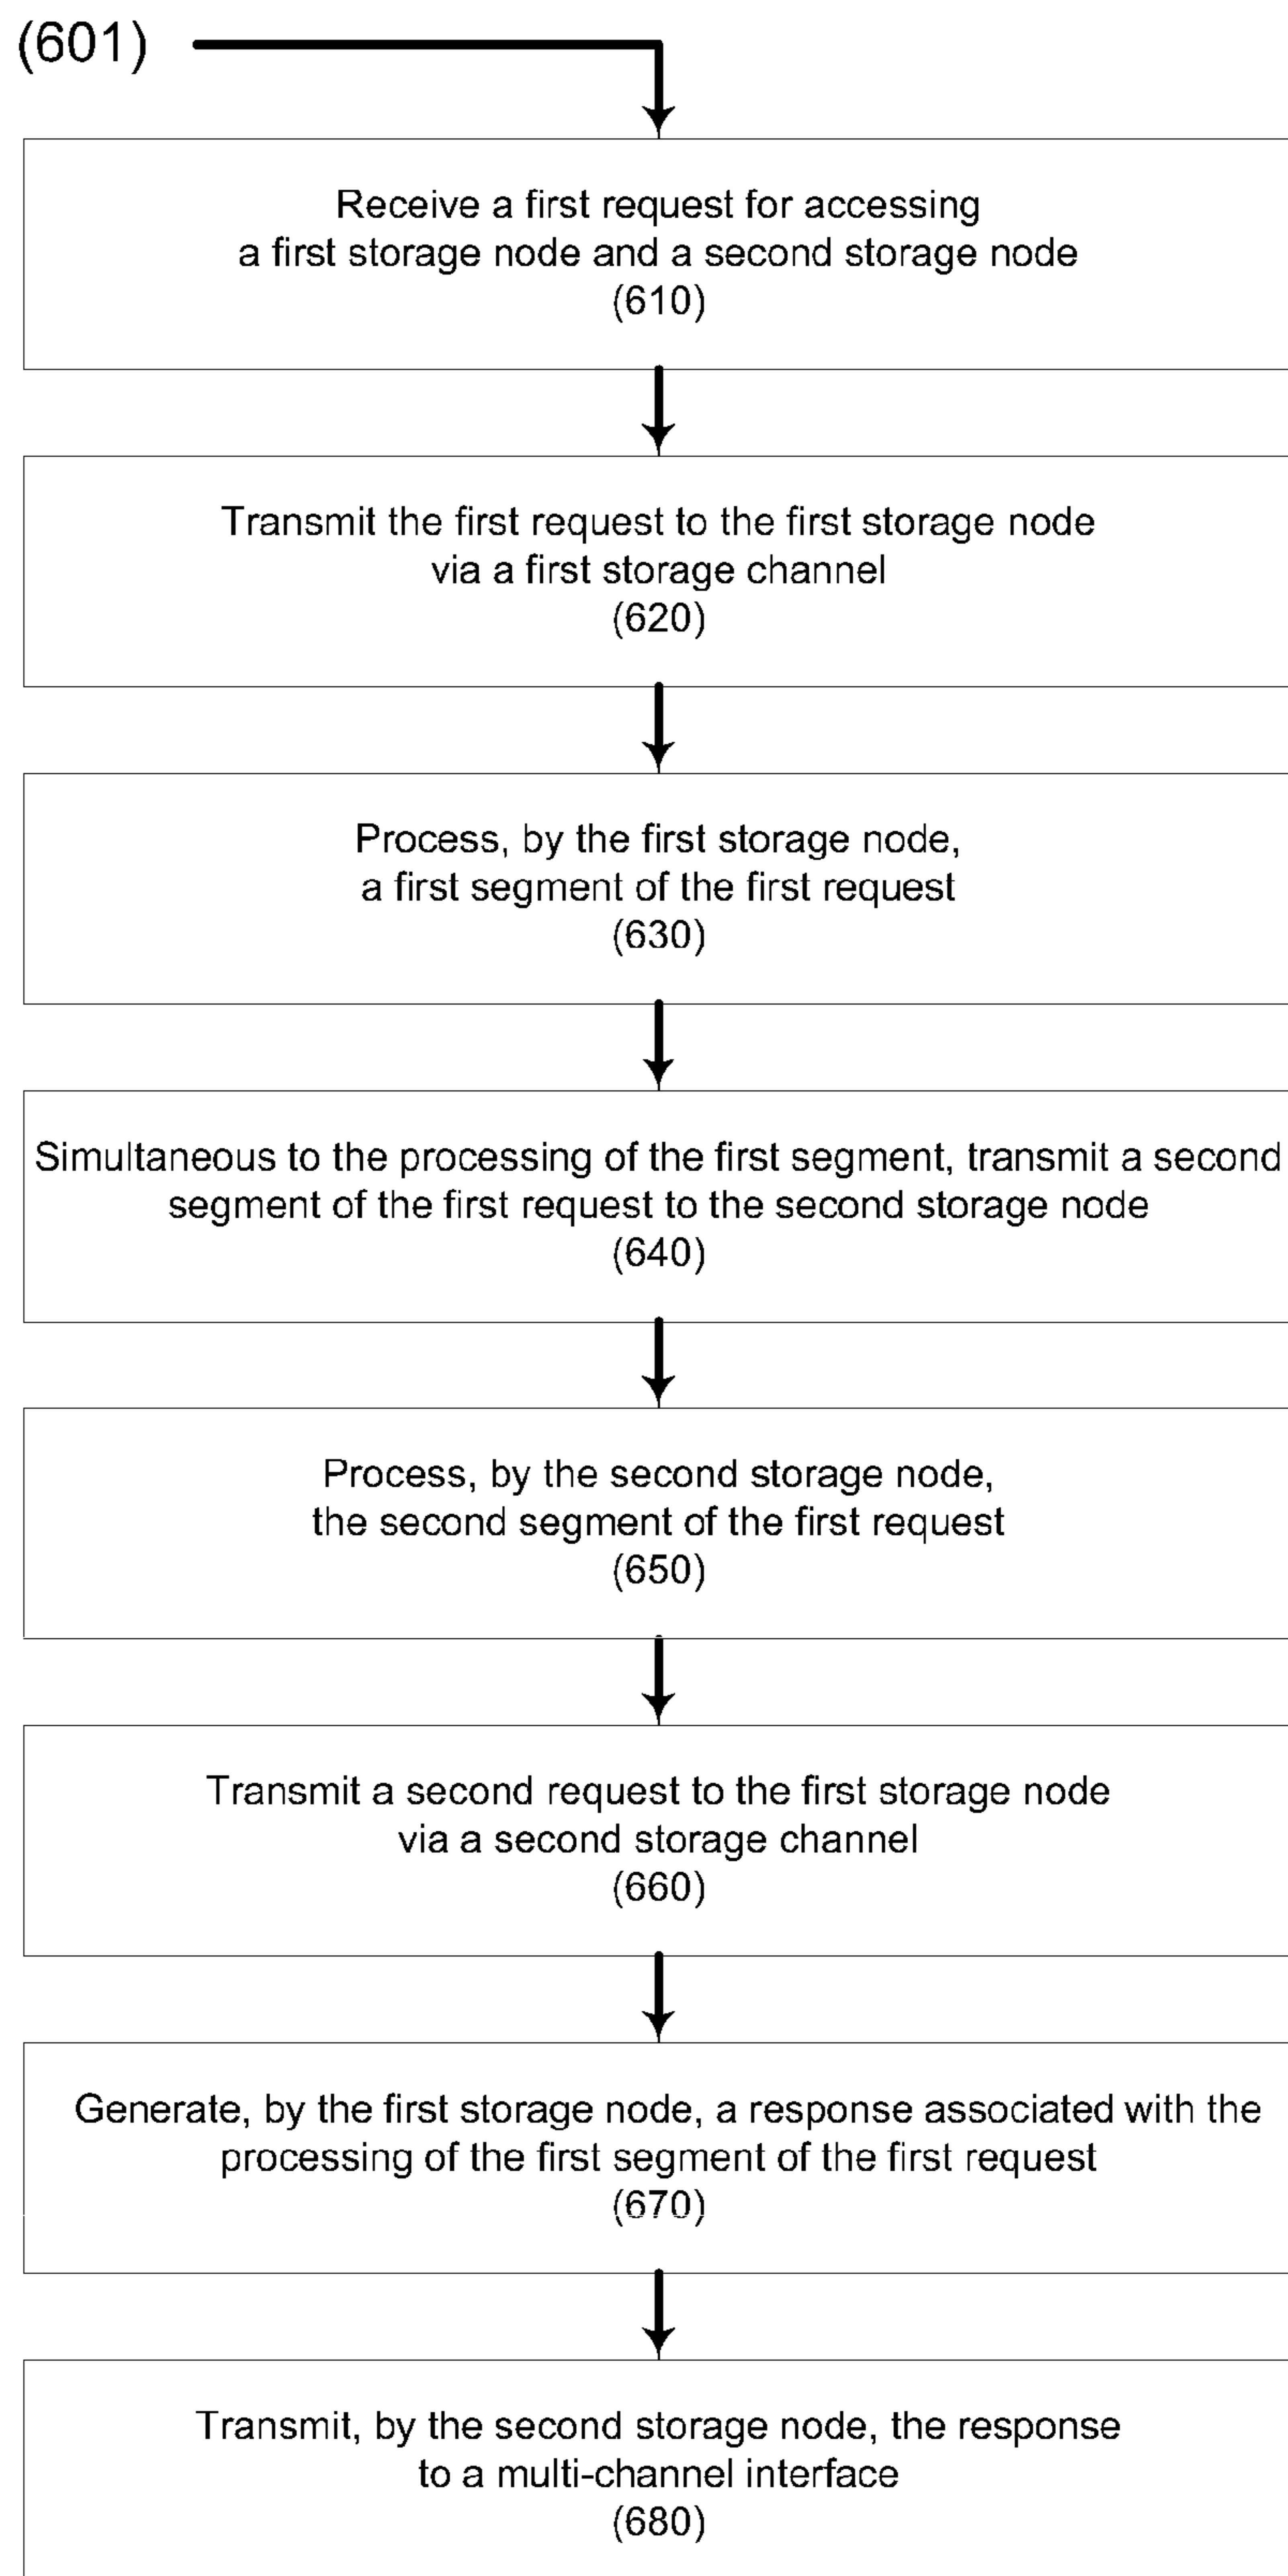 (601)
Receive a first request for accessing
a first storage node and a second storage node
(610)
Transmit the first request to the first storage node
via a first storage channel
(620)
Process, by the first storage node,
a first segment of the first request
(630)
Simultaneous to the processing of the first segment, transmit a second
segment of the first request to the second storage node
(640)
Process, by the second storage node,
the second segment of the first request
(650)
Transmit a second request to the first storage node
via a second storage channel
(660)
Generate, by the first storage node, a response associated with the
processing of the first segment of the first request
(670)
Transmit, by the second storage node, the response
to a multi-channel interface
(680)